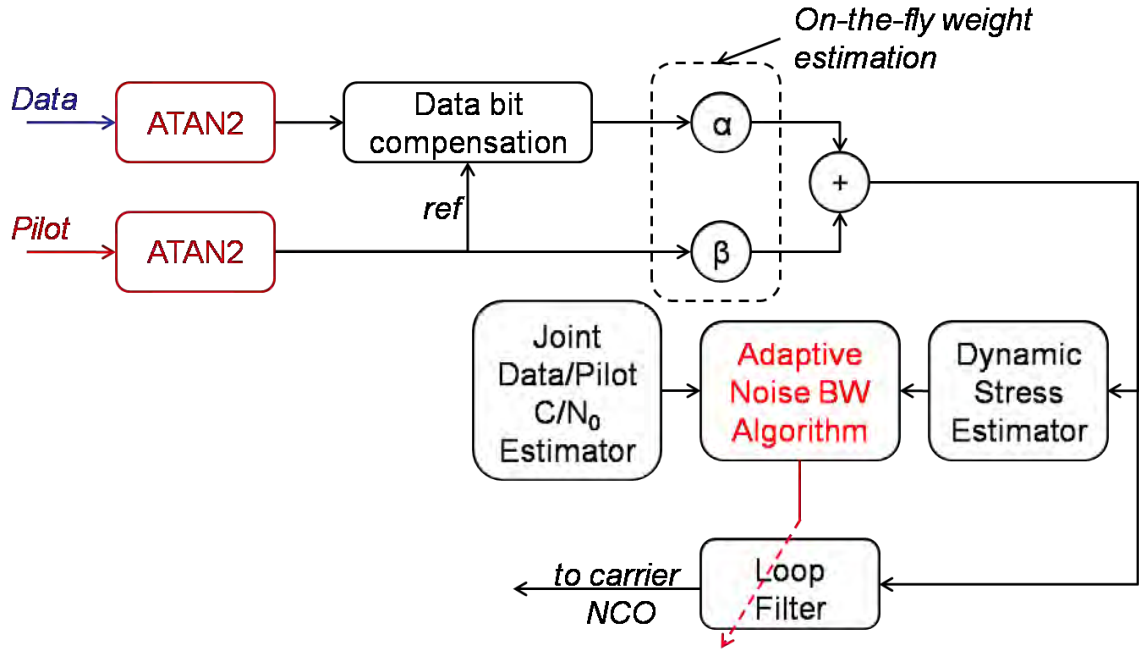 On-the-fly weight
estimation
Data
ATAN2
Data bit
compensation
α
+
ref
Pilot
ATAN2
β
Joint
Data/Pilot
C/N₀
Estimator
Adaptive
Noise BW
Algorithm
Dynamic
Stress
Estimator
to carrier
NCO
Loop
Filter